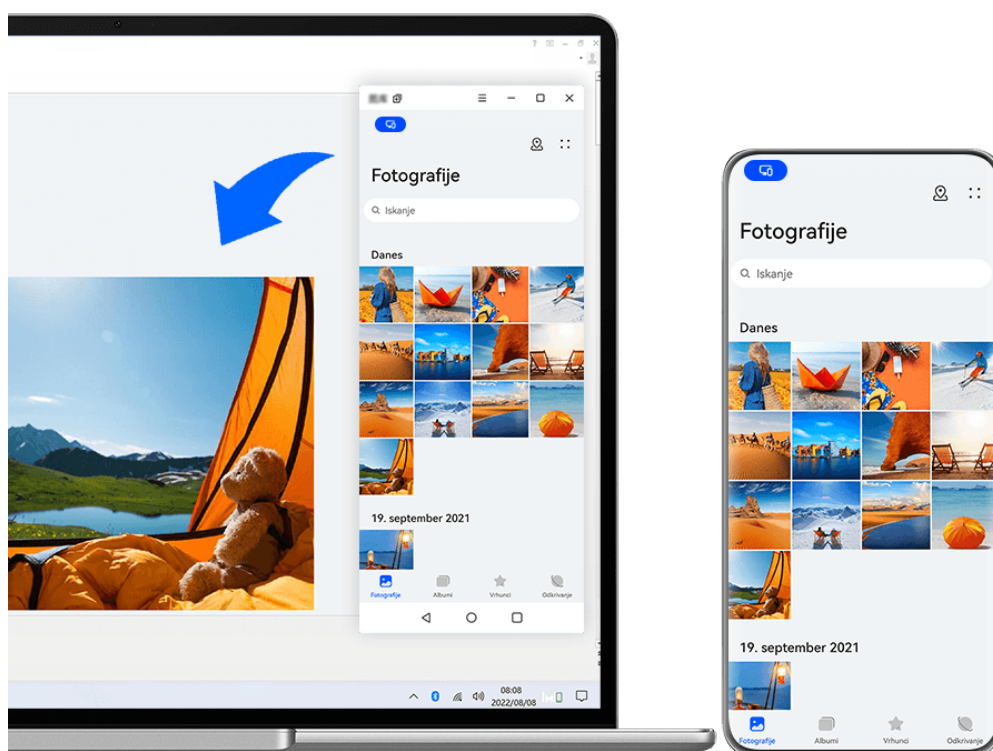 Fotografije
Iskanje
Danes
19. september 2021
Fotografije
Albumi
Vrhunci
Odkrivanje
08:08
2022/08/08
Fotografije
Iskanje
Danes
19. september 2021
Fotografije
Albumi
Vrhunci
Odkrivanje